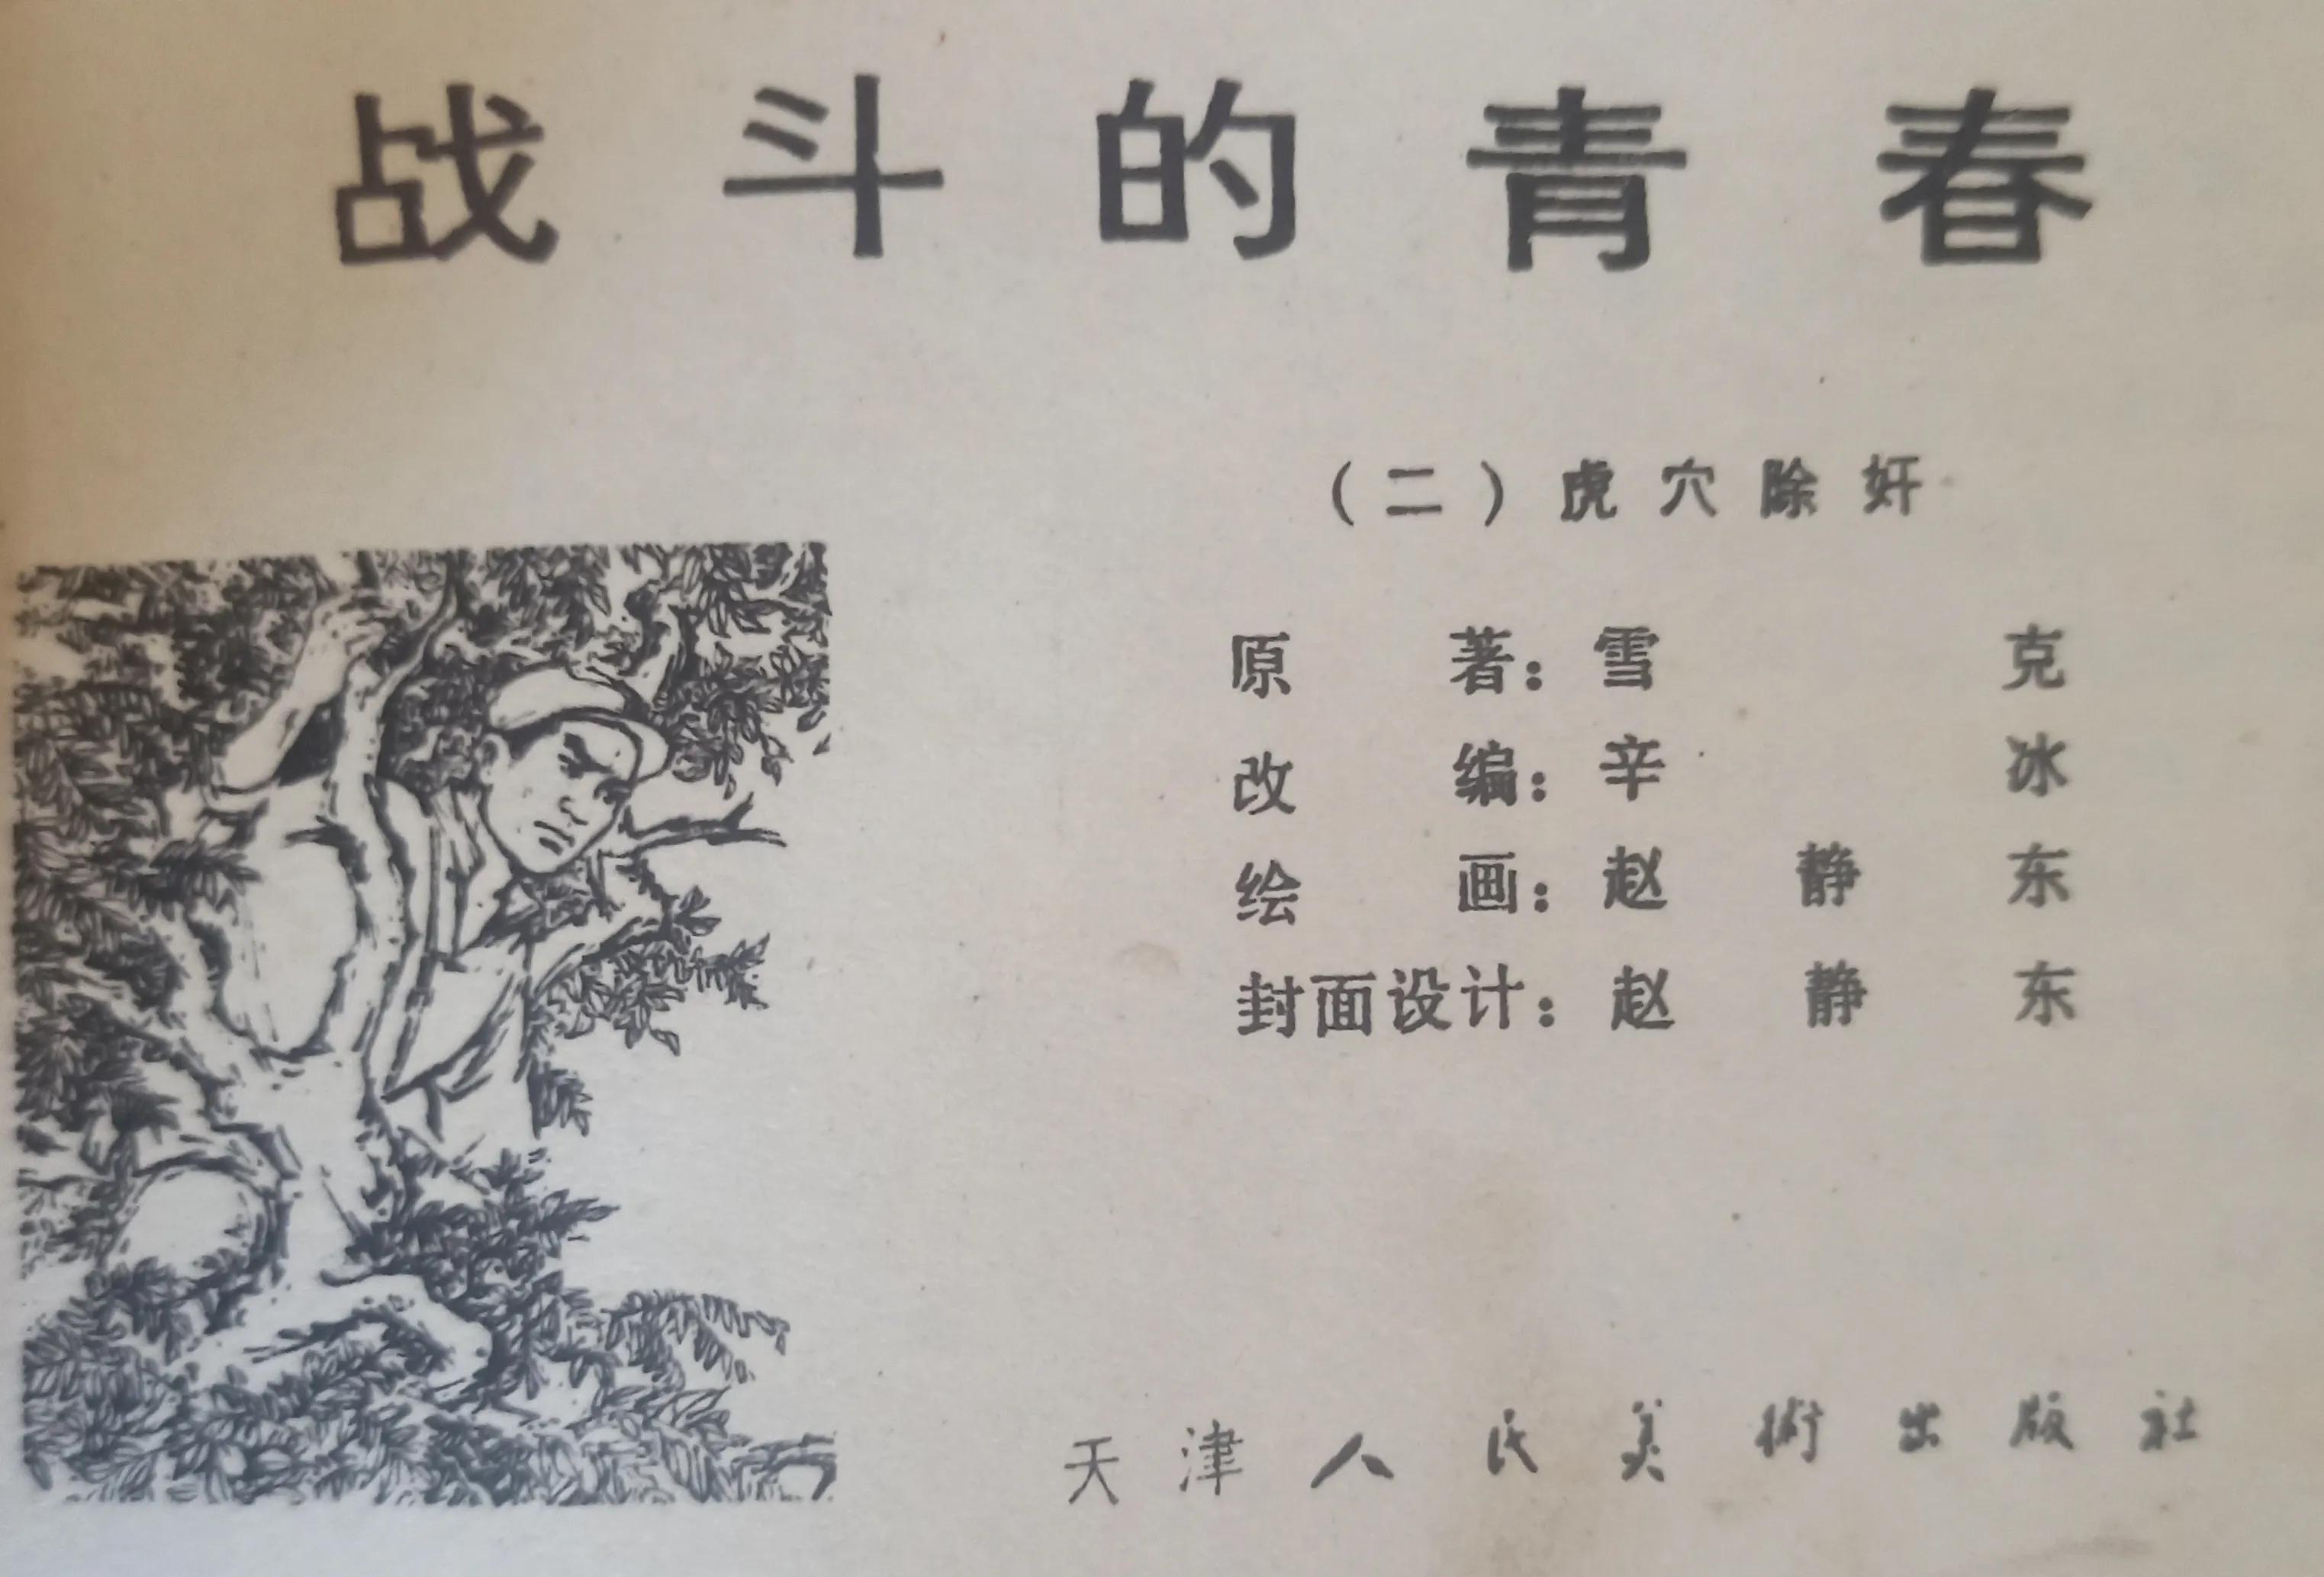 战斗的青春
（二）虎穴除奸
原著：雪克
改编：辛冰
绘画：赵静东
封面设计：赵静东
天津人民美術出版社